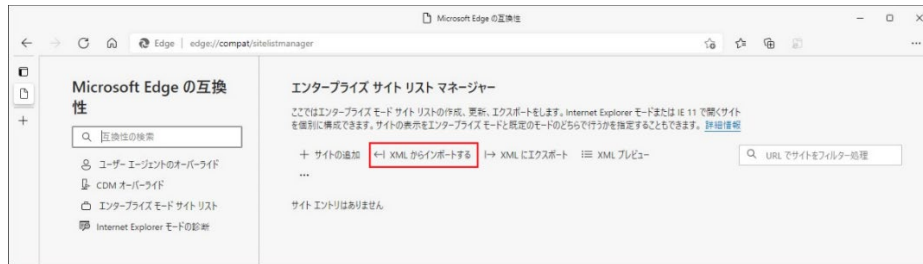 Microsoft Edge の互換性
Edge | edge://compat/sitelistmanager
Microsoft Edge の互換
性
互換性の検索
ユーザー エージェントのオーバーライド
CDM オーバーライド
エンタープライズ モード サイト リスト
Internet Explorer モードの診断
エンタープライズ サイト リスト マネージャー
ここではエンタープライズ モード サイト リストの作成、更新、エクスポートをします。Internet Explorer モードまたは IE 11 で開くサイト
を個別に構成できます。サイトの表示をエンタープライズ モードと既定のモードのどちらで行うかを指定することもできます。詳細情報
サイトの追加 XML からインポートする XML にエクスポート XML プレビュー URL でサイトをフィルター処理
サイト エントリはありません